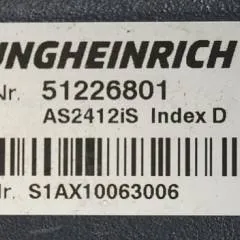 UNGHEINRICH
Nr. 51226801
AS2412iS Index D
Nr. S1AX10063006